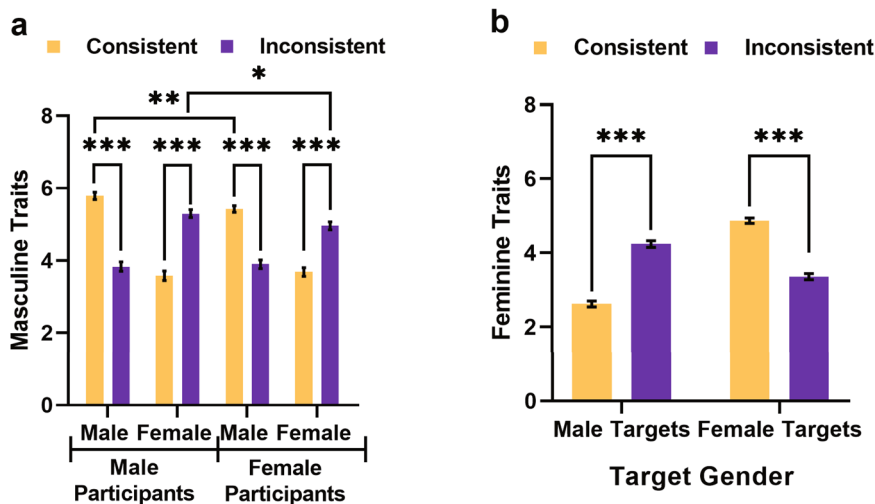 a
Consistent Inconsistent
*
**
*** *** *** ***
8
6
4
2
0
Masculine Traits
Male Female Male Female
Male Female
Participants Participants
b
Consistent Inconsistent
*** ***
8
6
4
2
0
Feminine Traits
Male Targets Female Targets
Target Gender